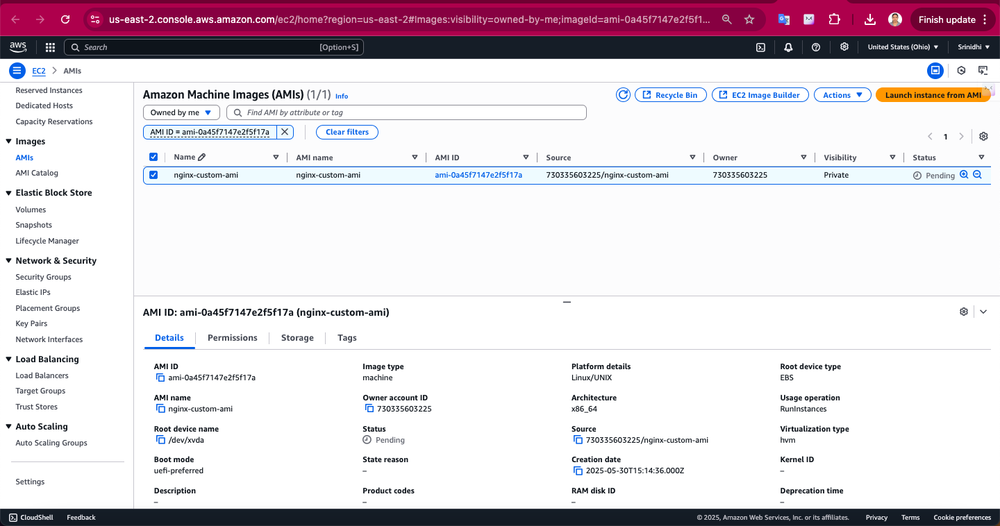 us-east-2.console.aws.amazon.com/ec2/home?region=us-east-2#Images:visibility=owned-by-me;imageId=ami-0a45f7147e2f5f1...
Finish update
aws
Search
[Option+S]
United States (Ohio)
Srinidhi
EC2
AMIs
Reserved Instances
Dedicated Hosts
Capacity Reservations
Images
AMIs
AMI Catalog
Elastic Block Store
Volumes
Snapshots
Lifecycle Manager
Network & Security
Security Groups
Elastic IPs
Placement Groups
Key Pairs
Network Interfaces
Load Balancing
Load Balancers
Target Groups
Trust Stores
Auto Scaling
Auto Scaling Groups
Settings
Amazon Machine Images (AMIs) (1/1) Info
Recycle Bin
EC2 Image Builder
Actions
Launch instance from AMI
Owned by me
Find AMI by attribute or tag
AMI ID = ami-0a45f7147e2f5f17a
Clear filters
1
Name AMI name AMI ID Source Owner Visibility Status
nginx-custom-ami nginx-custom-ami ami-0a45f7147e2f5f17a 730335603225/nginx-custom-ami 730335603225 Private Pending
AMI ID: ami-0a45f7147e2f5f17a (nginx-custom-ami)
Details Permissions Storage Tags
AMI ID Image type Platform details Root device type
ami-0a45f7147e2f5f17a machine Linux/UNIX EBS
AMI name Owner account ID Architecture Usage operation
nginx-custom-ami 730335603225 x86_64 RunInstances
Root device name Status Source Virtualization type
/dev/xvda Pending 730335603225/nginx-custom-ami hvm
Boot mode State reason Creation date Kernel ID
uefi-preferred – 2025-05-30T15:14:36.000Z –
Description Product codes RAM disk ID Deprecation time
– – – –
CloudShell Feedback © 2025, Amazon Web Services, Inc. or its affiliates. Privacy Terms Cookie preferences